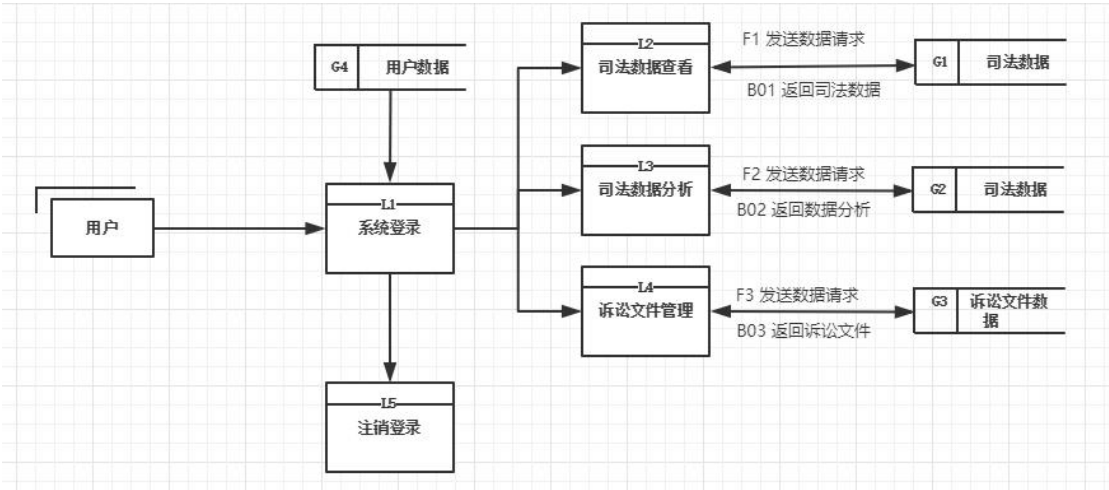 G4
用户数据
用户
L1
系统登录
L5
注销登录
L2
司法数据查看
F1 发送数据请求
B01 返回司法数据
G1
司法数据
L3
司法数据分析
F2 发送数据请求
B02 返回数据分析
G2
司法数据
L4
诉讼文件管理
F3 发送数据请求
B03 返回诉讼文件
G3
诉讼文件数
据